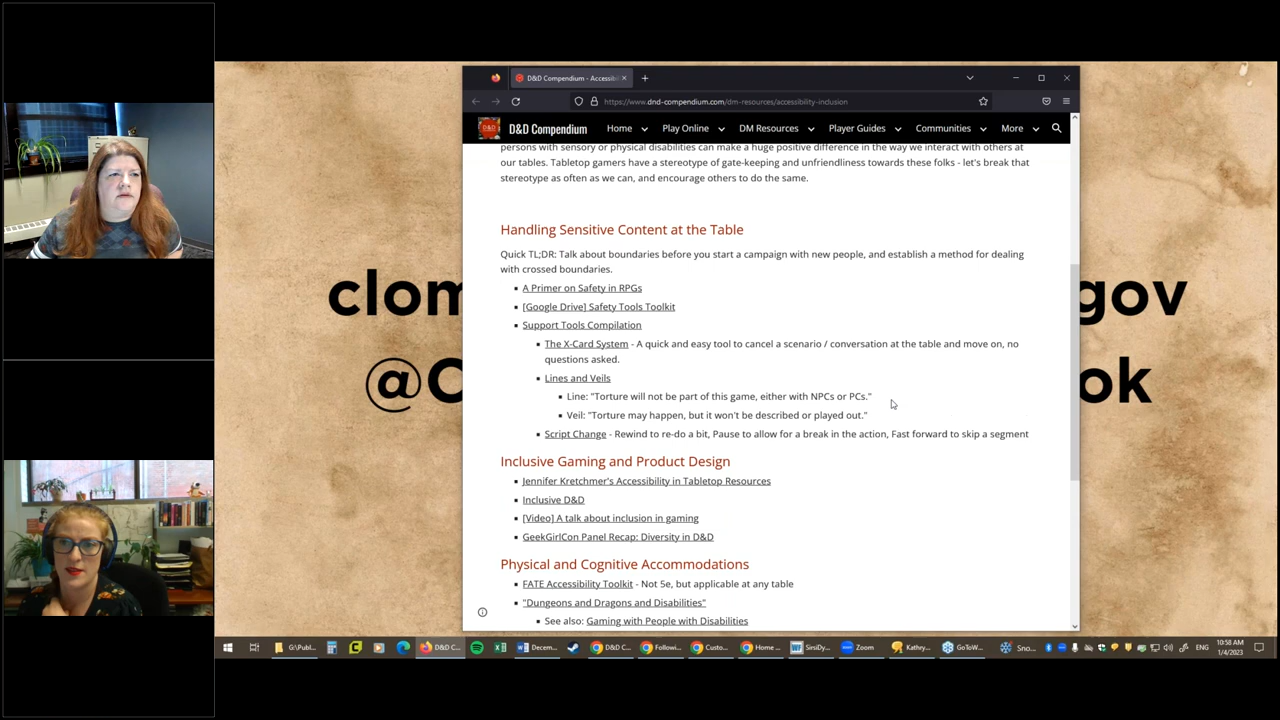 D&D Compendium - Accessibil
https://www.dnd-compendium.com/dm-resources/accessibility-inclusion
D&D Compendium Home Play Online DM Resources Player Guides Communities More
persons with sensory or physical disabilities can make a huge positive difference in the way we interact with others at
our tables. Tabletop gamers have a stereotype of gate-keeping and unfriendliness towards these folks - let's break that
stereotype as often as we can, and encourage others to do the same.
Handling Sensitive Content at the Table
Quick TL;DR: Talk about boundaries before you start a campaign with new people, and establish a method for dealing
with crossed boundaries.
A Primer on Safety in RPGs
[Google Drive] Safety Tools Toolkit
Support Tools Compilation
The X-Card System - A quick and easy tool to cancel a scenario / conversation at the table and move on, no
questions asked.
Lines and Veils
Line: "Torture will not be part of this game, either with NPCs or PCs."
Veil: "Torture may happen, but it won't be described or played out."
Script Change - Rewind to re-do a bit, Pause to allow for a break in the action, Fast forward to skip a segment
Inclusive Gaming and Product Design
Jennifer Kretchmer's Accessibility in Tabletop Resources
Inclusive D&D
[Video] A talk about inclusion in gaming
GeekGirlCon Panel Recap: Diversity in D&D
Physical and Cognitive Accommodations
FATE Accessibility Toolkit - Not 5e, but applicable at any table
"Dungeons and Dragons and Disabilities"
See also: Gaming with People with Disabilities
clom gov
@C ok
G:\Publ... D&D C... Decem... D&D C... Followi... Custo... Home ... SirsiDy... Zoom Kathry... GoToW... Sno... ENG 10:58 AM
1/4/2023